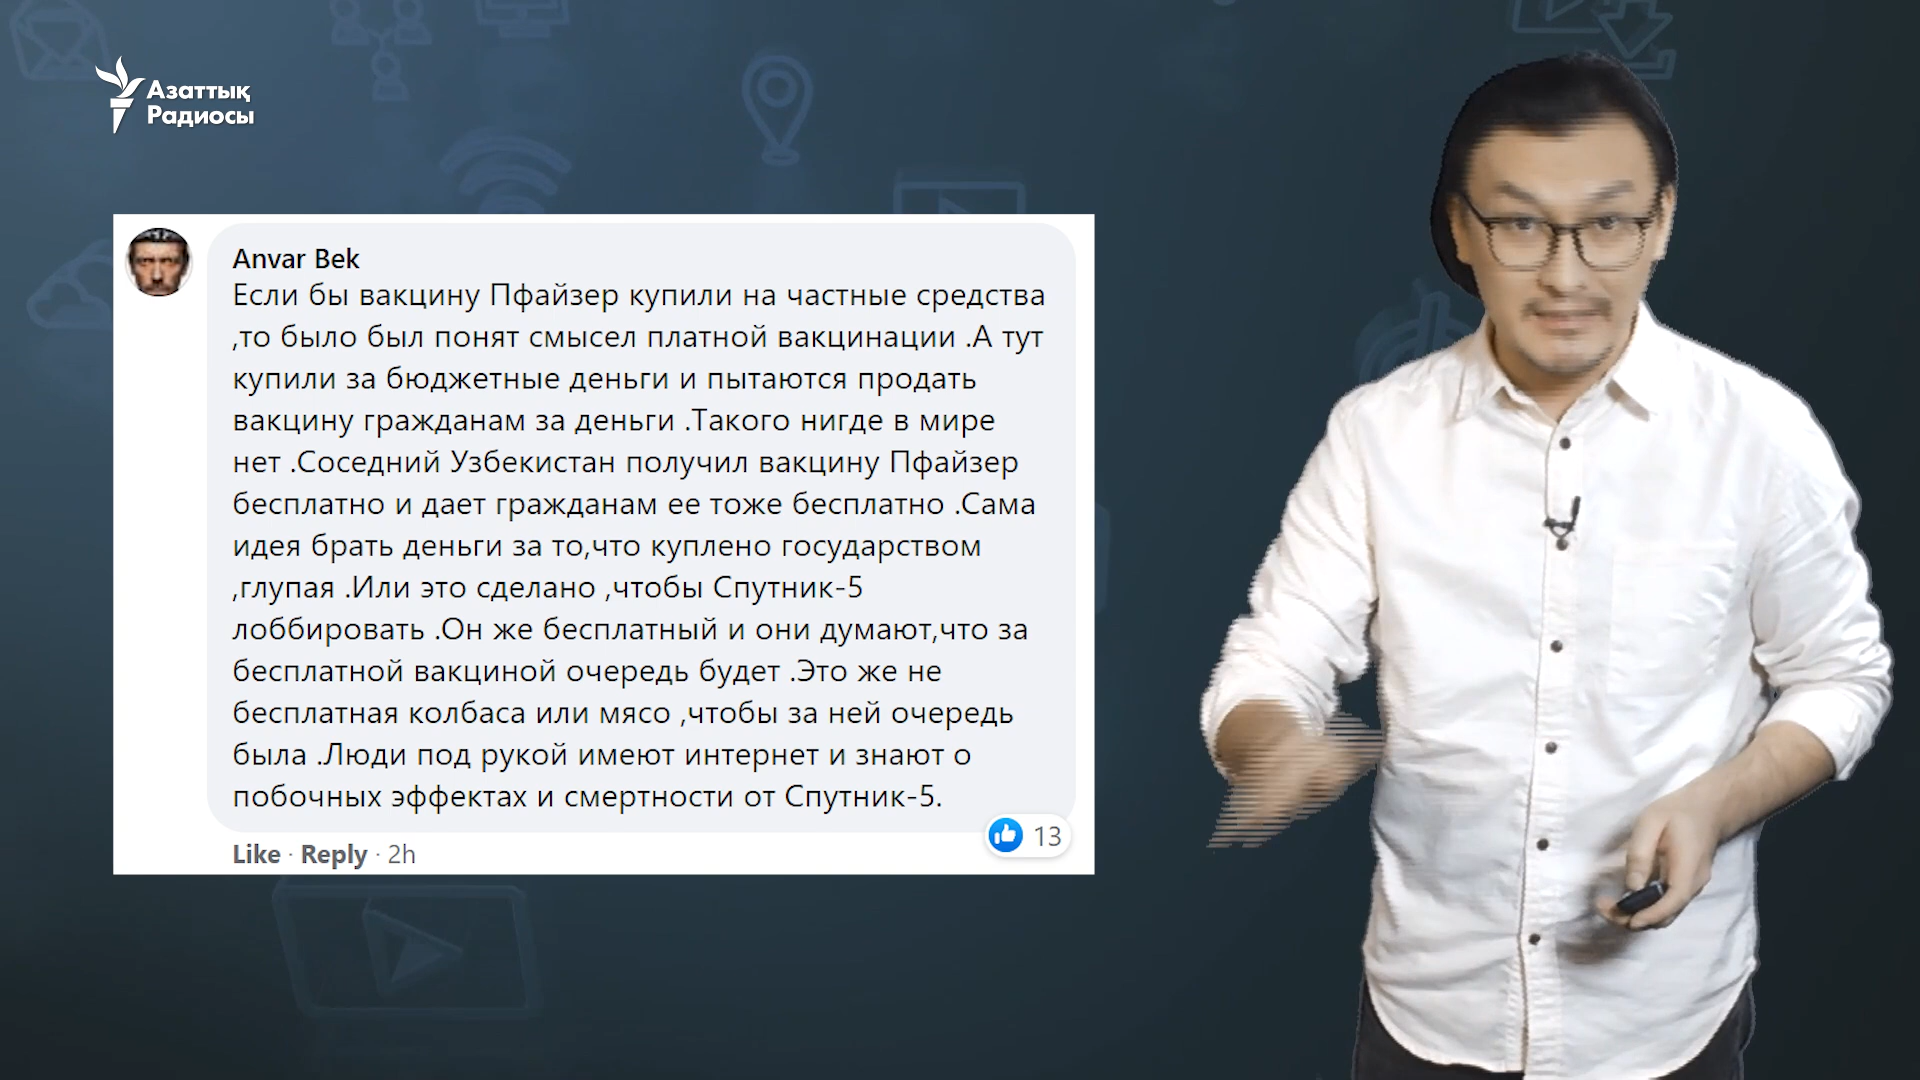 Азаттық
Радиосы
Anvar Bek
Если бы вакцину Пфайзер купили на частные средства
,то было был понят смысел платной вакцинации .А тут
купили за бюджетные деньги и пытаются продать
вакцину гражданам за деньги .Такого нигде в мире
нет .Соседний Узбекистан получил вакцину Пфайзер
бесплатно и дает гражданам ее тоже бесплатно .Сама
идея брать деньги за то,что куплено государством
,глупая .Или это сделано ,чтобы Спутник-5
лоббировать .Он же бесплатный и они думают,что за
бесплатной вакциной очередь будет .Это же не
бесплатная колбаса или мясо ,чтобы за ней очередь
была .Люди под рукой имеют интернет и знают о
побочных эффектах и смертности от Спутник-5.
13
Like · Reply · 2h